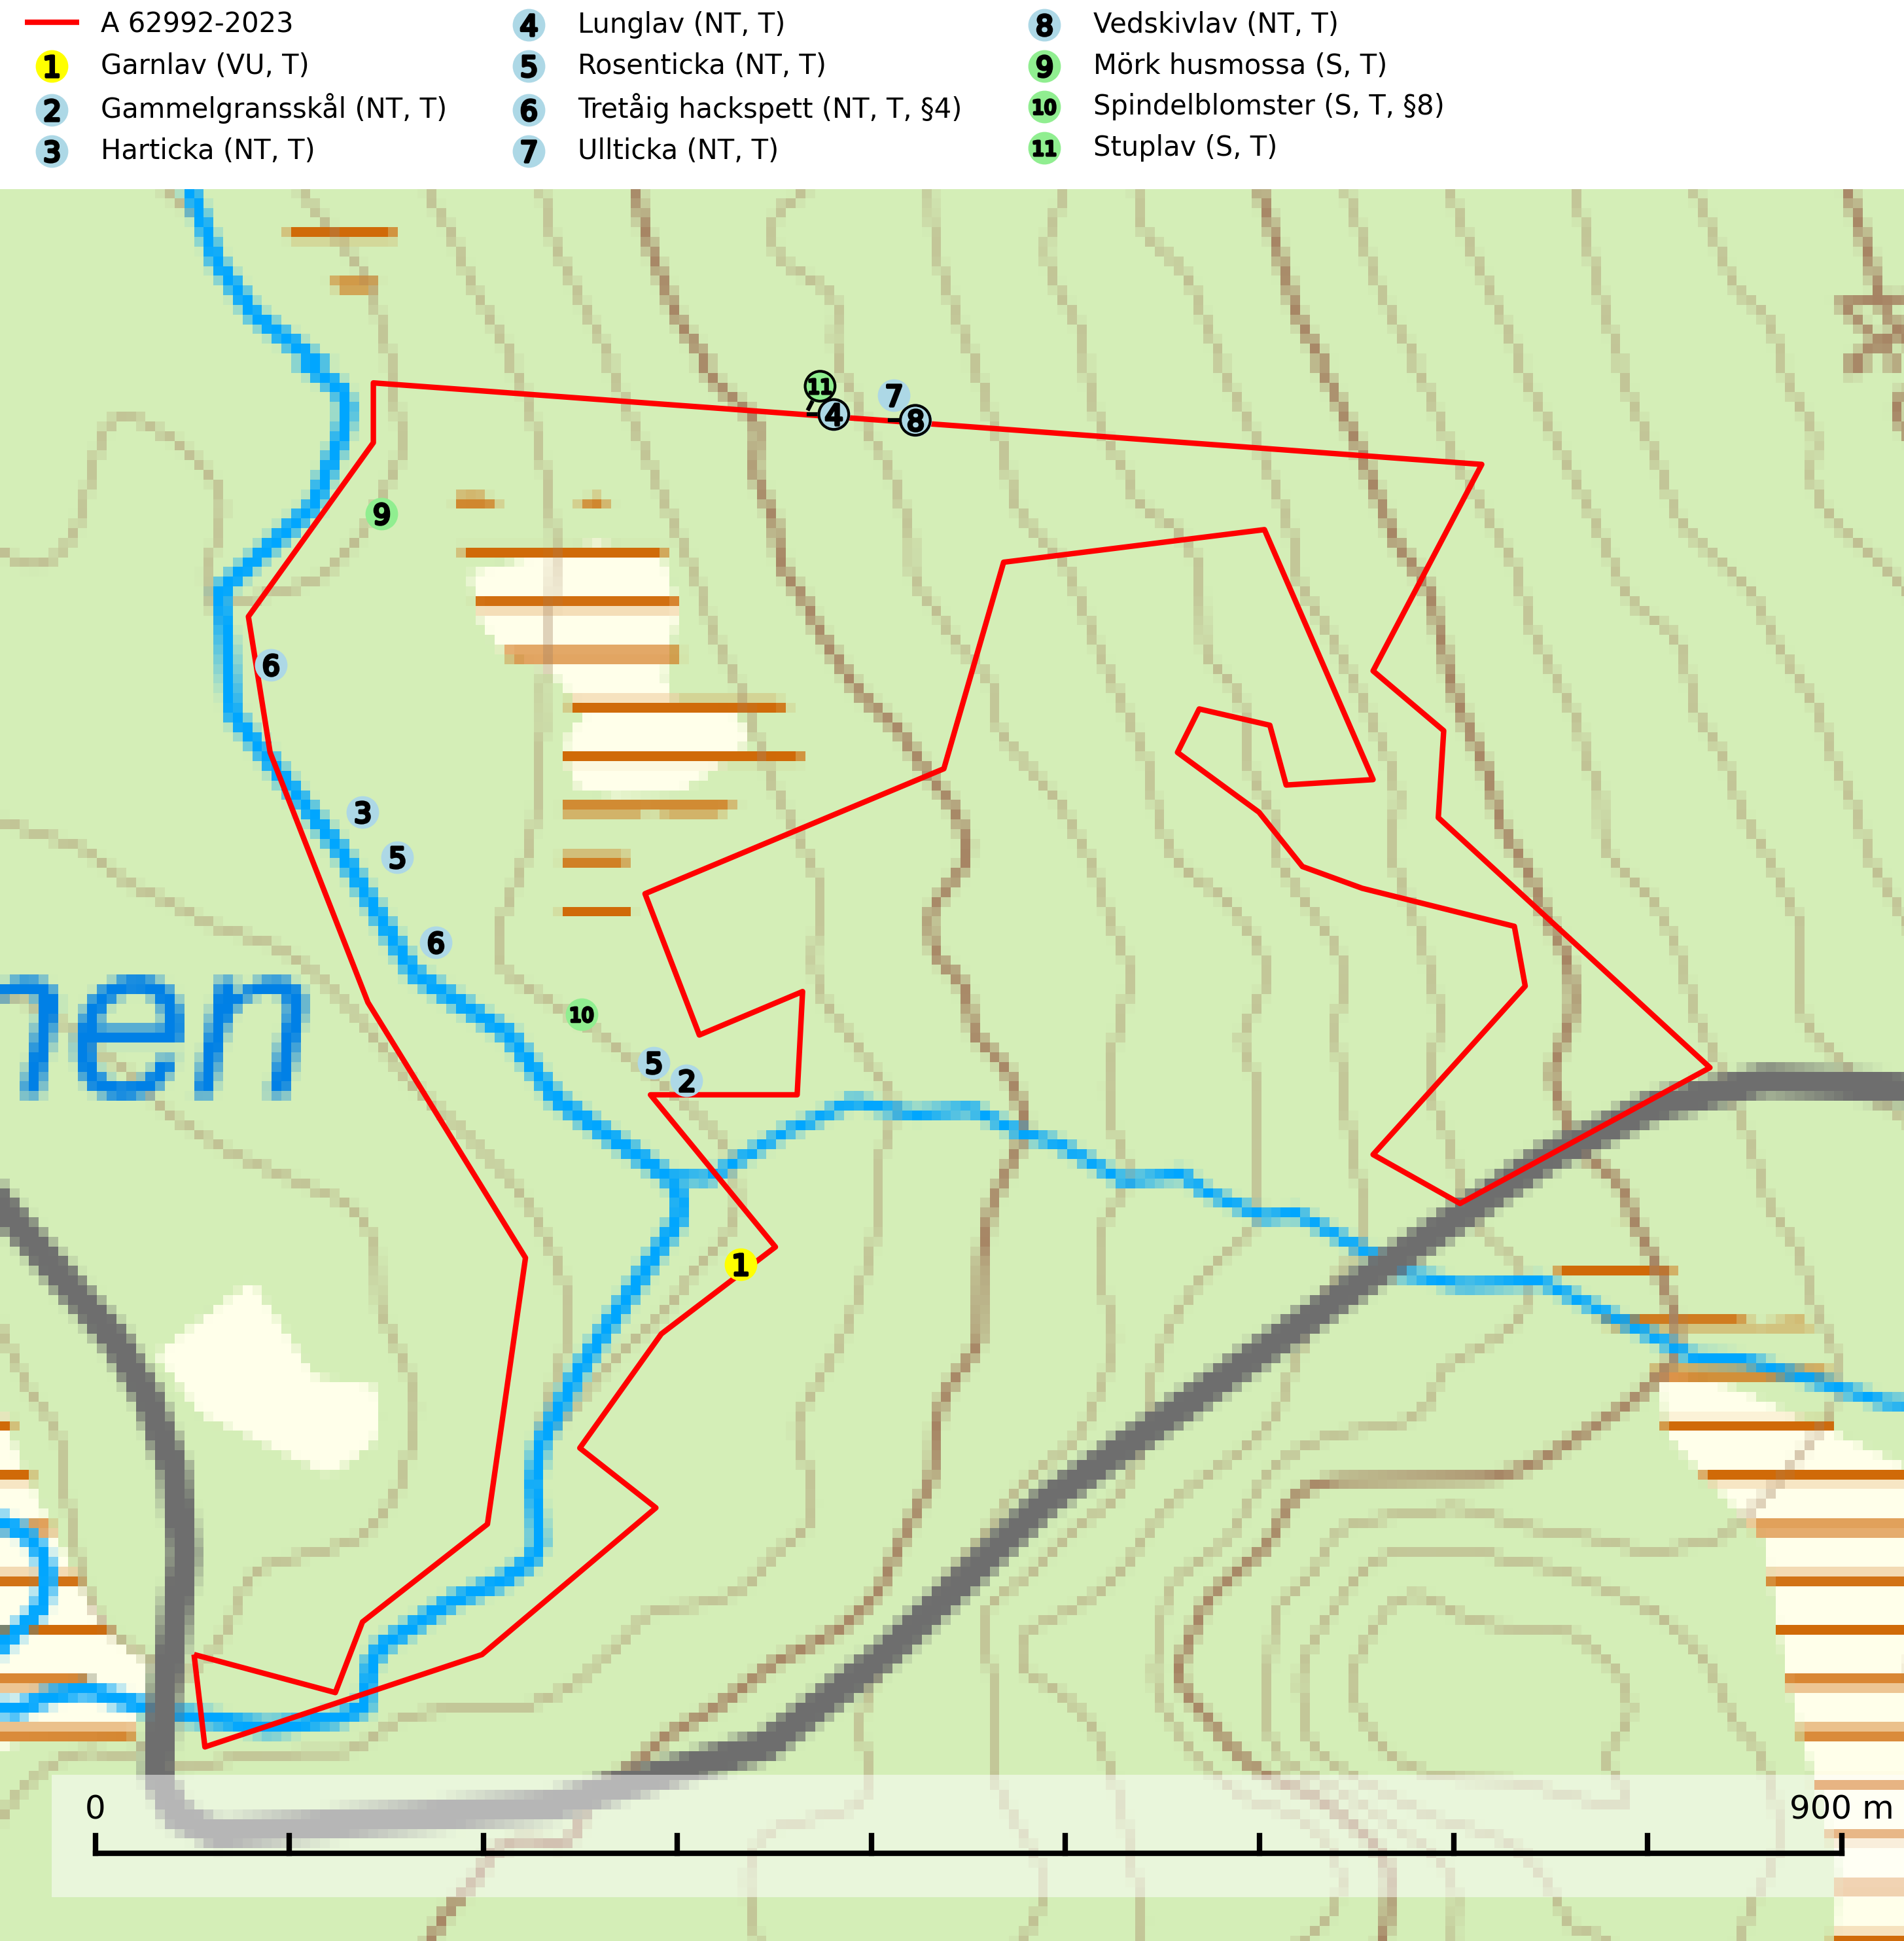 A 62992-2023
1 Garnlav (VU, T)
2 Gammelgransskål (NT, T)
3 Harticka (NT, T)
4 Lunglav (NT, T)
5 Rosenticka (NT, T)
6 Tretåig hackspett (NT, T, §4)
7 Ullticka (NT, T)
8 Vedskivlav (NT, T)
9 Mörk husmossa (S, T)
10 Spindelblomster (S, T, §8)
11 Stuplav (S, T)
11
7
4
8
9
6
3
5
6
nen
10
5
2
1
0
900 m